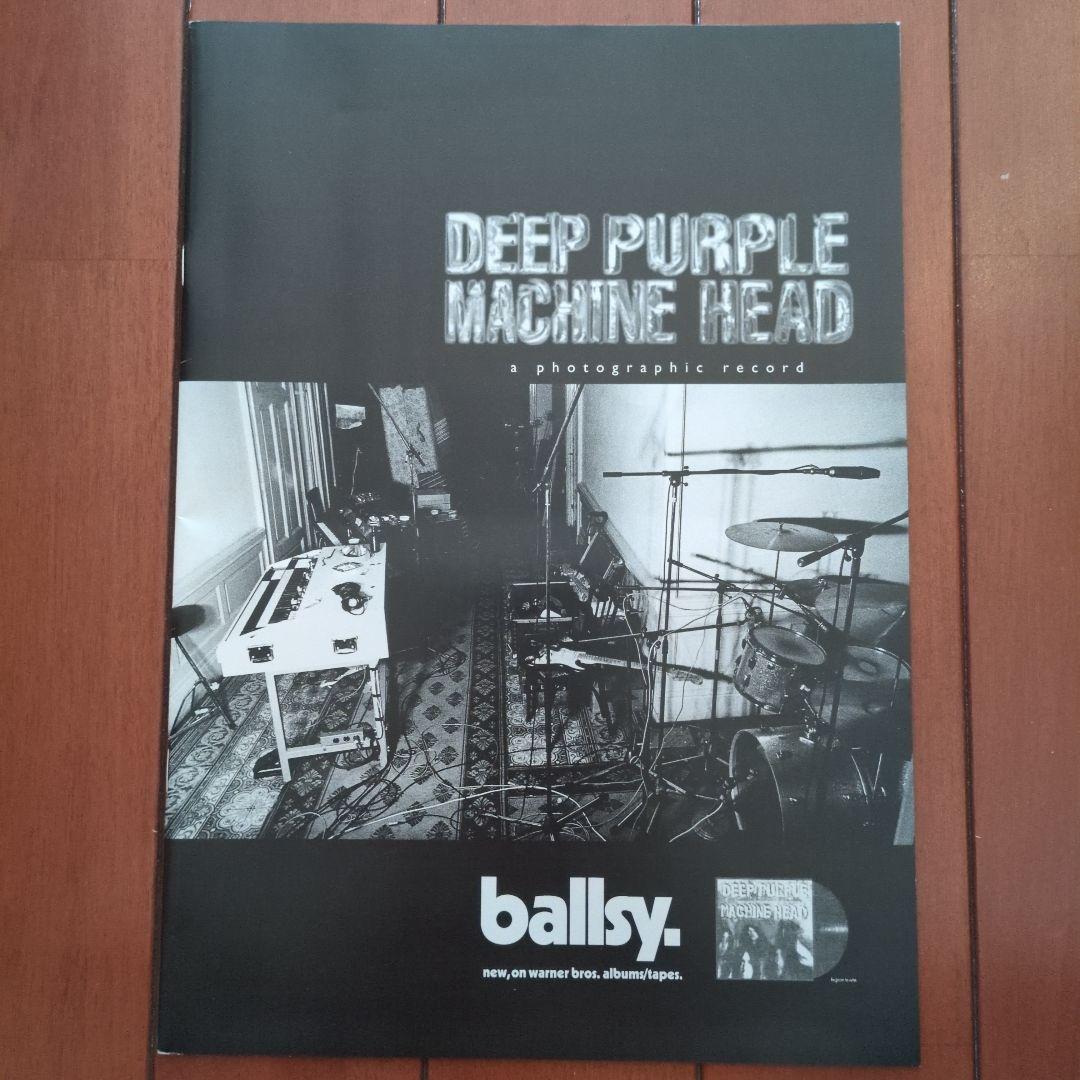 DEEP PURPLE
MACHINE HEAD
a photographic record
ballsy.
new, on warner bros. albums/tapes.
DEEP PURPLE
MACHINE HEAD